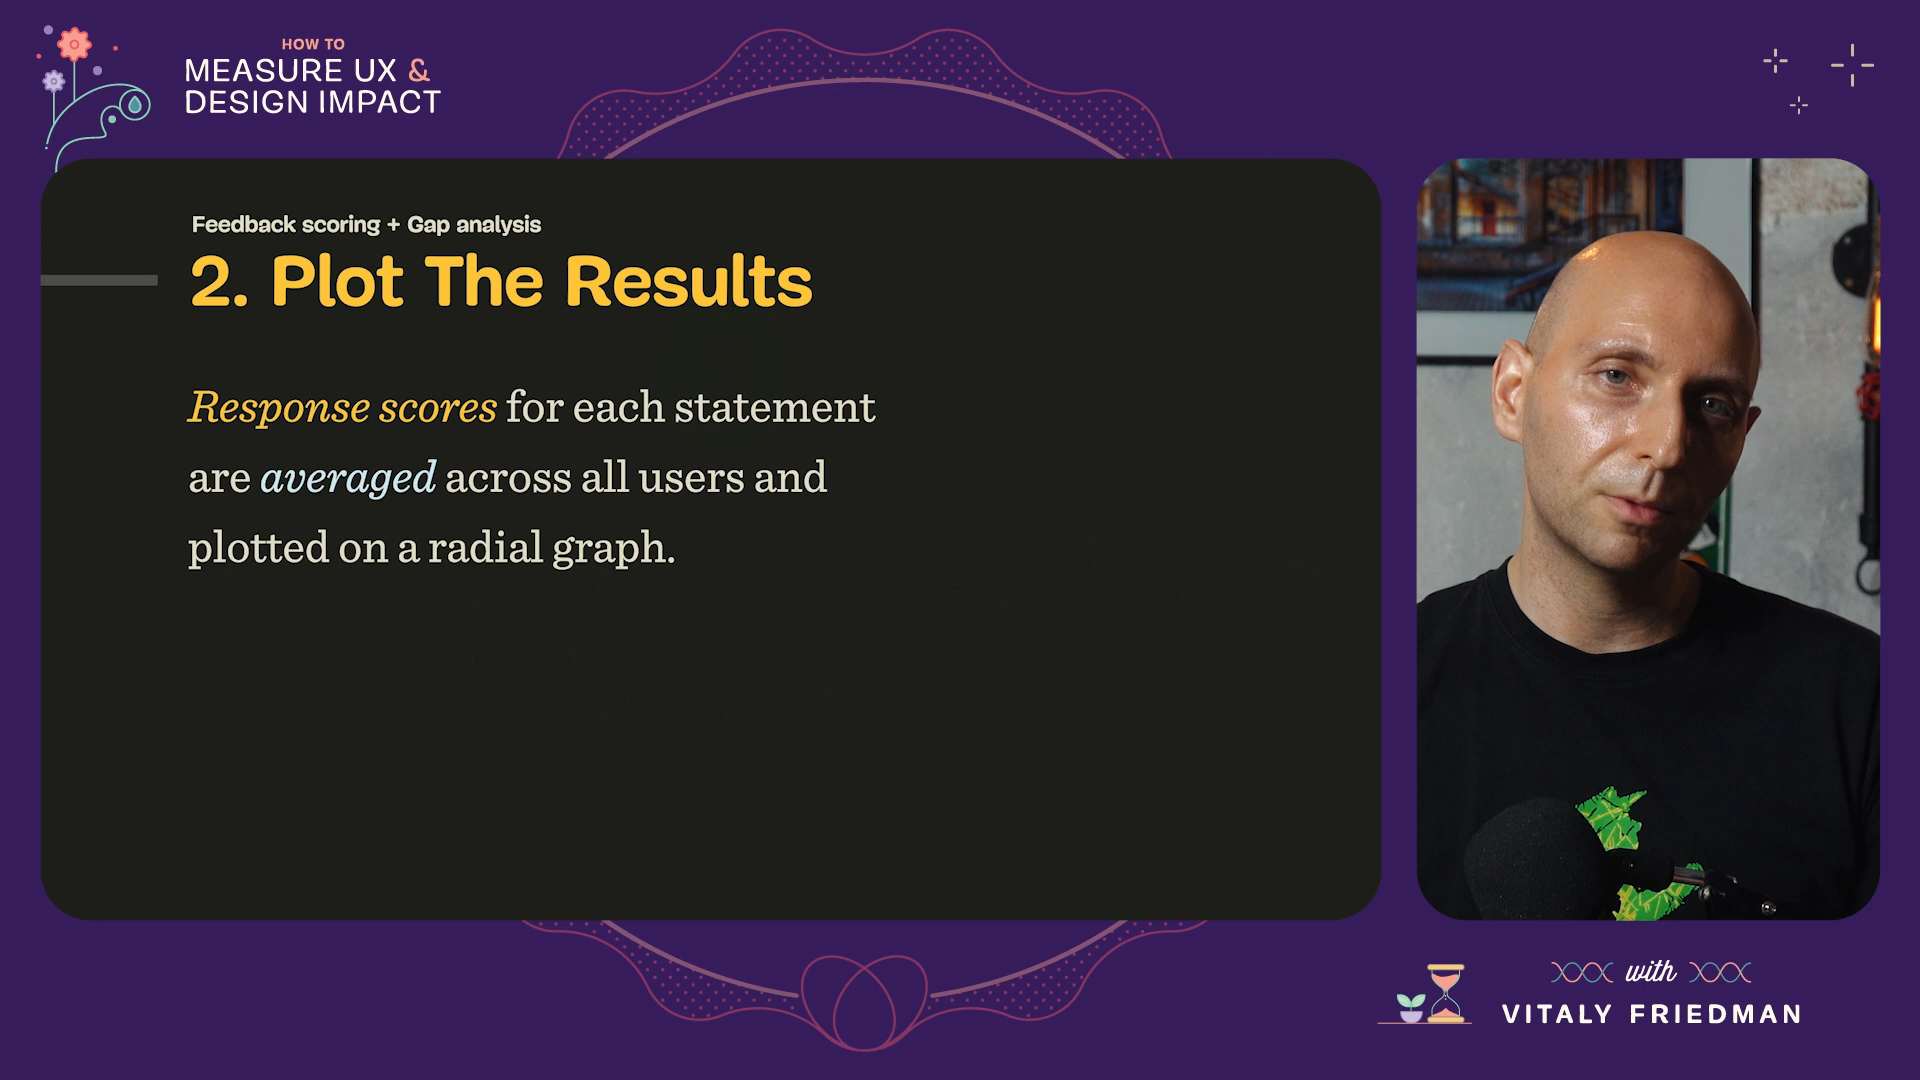 HOW TO
MEASURE UX &
DESIGN IMPACT
Feedback scoring + Gap analysis
2. Plot The Results
Response scores for each statement
are averaged across all users and
plotted on a radial graph.
with
VITALY FRIEDMAN